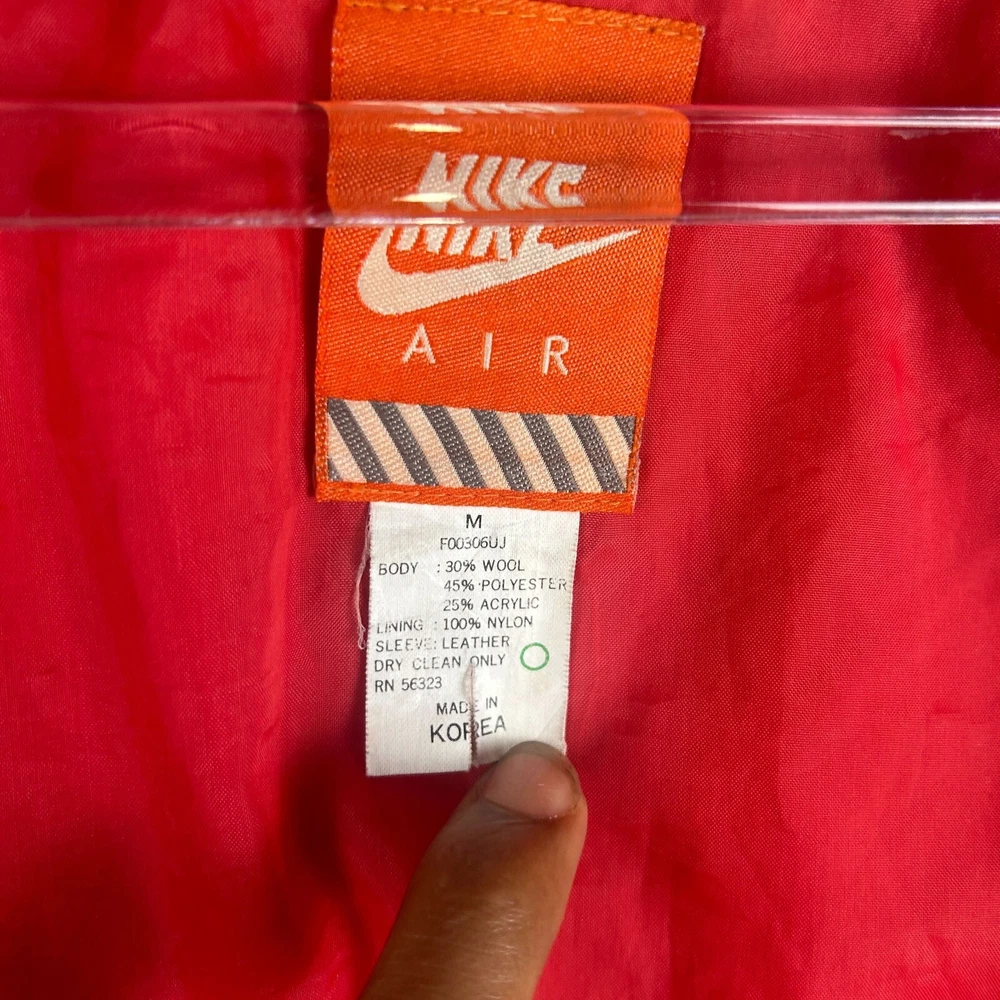 NIKE
NIKE
AIR
M
F00306UJ
BODY : 30% WOOL
45% POLYESTER
25% ACRYLIC
LINING : 100% NYLON
SLEEVE: LEATHER
DRY CLEAN ONLY
RN 56323
MADE IN
KOREA